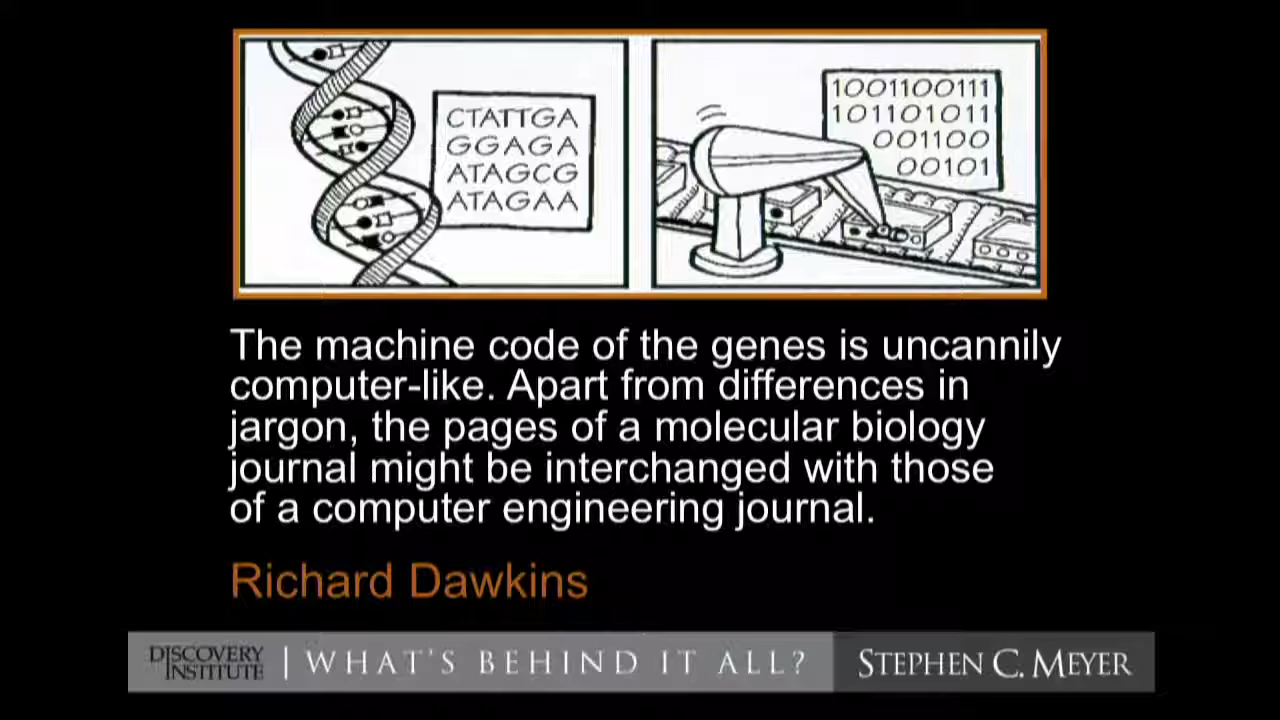 CTATTGA
GGAGA
ATAGCG
ATAGAA
1001100111
101101011
001100
00101
The machine code of the genes is uncannily
computer-like. Apart from differences in
jargon, the pages of a molecular biology
journal might be interchanged with those
of a computer engineering journal.
Richard Dawkins
DISCOVERY
INSTITUTE
WHAT'S BEHIND IT ALL?
STEPHEN C. MEYER